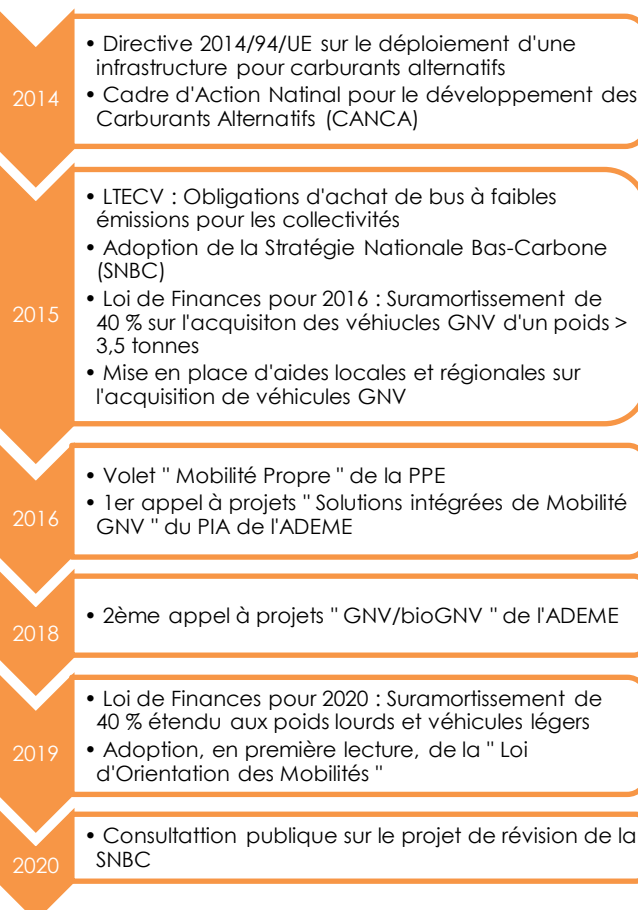 2014
• Directive 2014/94/UE sur le déploiement d'une
infrastructure pour carburants alternatifs
• Cadre d'Action Natinal pour le développement des
Carburants Alternatifs (CANCA)
2015
• LTECV : Obligations d'achat de bus à faibles
émissions pour les collectivités
• Adoption de la Stratégie Nationale Bas-Carbone
(SNBC)
• Loi de Finances pour 2016 : Suramortissement de
40 % sur l'acquisiton des véhiucles GNV d'un poids >
3,5 tonnes
• Mise en place d'aides locales et régionales sur
l'acquisition de véhicules GNV
2016
• Volet " Mobilité Propre " de la PPE
• 1er appel à projets " Solutions intégrées de Mobilité
GNV " du PIA de l'ADEME
2018
• 2ème appel à projets " GNV/bioGNV " de l'ADEME
2019
• Loi de Finances pour 2020 : Suramortissement de
40 % étendu aux poids lourds et véhicules légers
• Adoption, en première lecture, de la " Loi
d'Orientation des Mobilités "
2020
• Consultattion publique sur le projet de révision de la
SNBC